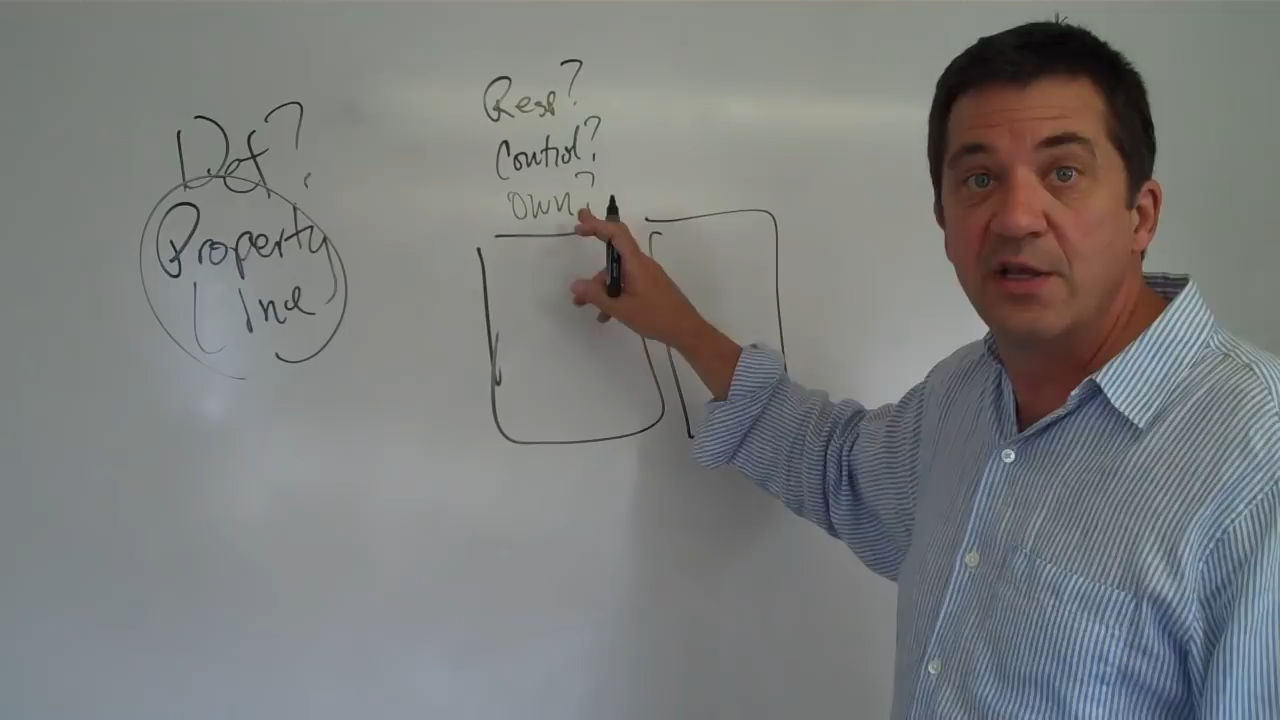 Def?
Property
Line
Resp?
Control?
Own?